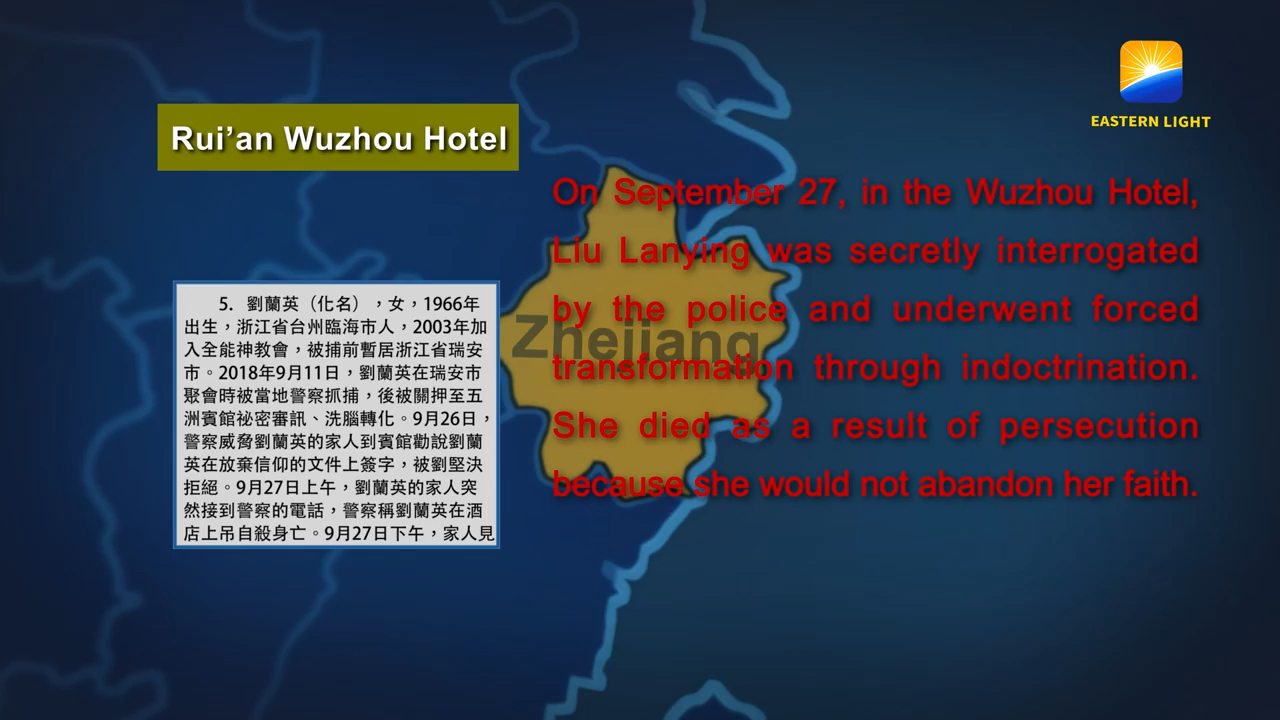 EASTERN LIGHT
Rui’an Wuzhou Hotel
On September 27, in the Wuzhou Hotel,
Liu Lanying was secretly interrogated
by the police and underwent forced
transformation through indoctrination.
She died as a result of persecution
because she would not abandon her faith.
Zhejiang
5. 劉蘭英（化名），女，1966年
出生，浙江省台州臨海市人，2003年加
入全能神教會，被捕前暫居浙江省瑞安
市。2018年9月11日，劉蘭英在瑞安市
聚會時被當地警察抓捕，後被關押至五
洲賓館祕密審訊、洗腦轉化。9月26日，
警察威脅劉蘭英的家人到賓館勸說劉蘭
英在放棄信仰的文件上簽字，被劉堅決
拒絕。9月27日上午，劉蘭英的家人突
然接到警察的電話，警察稱劉蘭英在酒
店上吊自殺身亡。9月27日下午，家人見